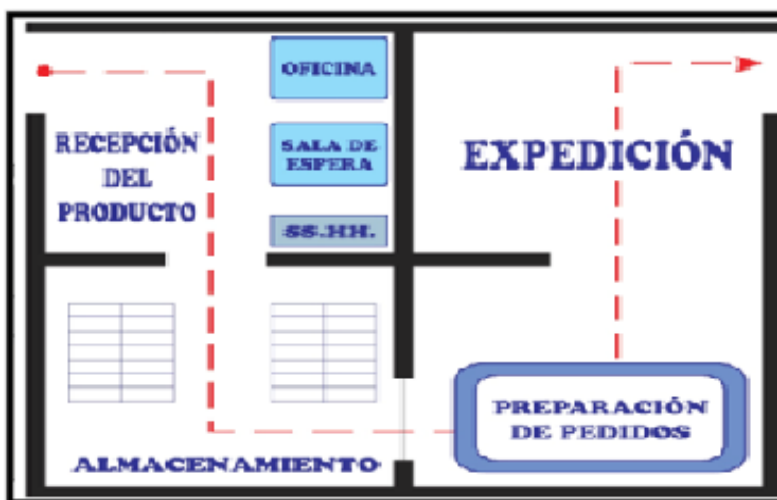 OFICINA
RECEPCIÓN
DEL
PRODUCTO
SALA DE
ESPERA
SS.HH.
EXPEDICIÓN
ALMACENAMIENTO
PREPARACIÓN
DE PEDIDOS